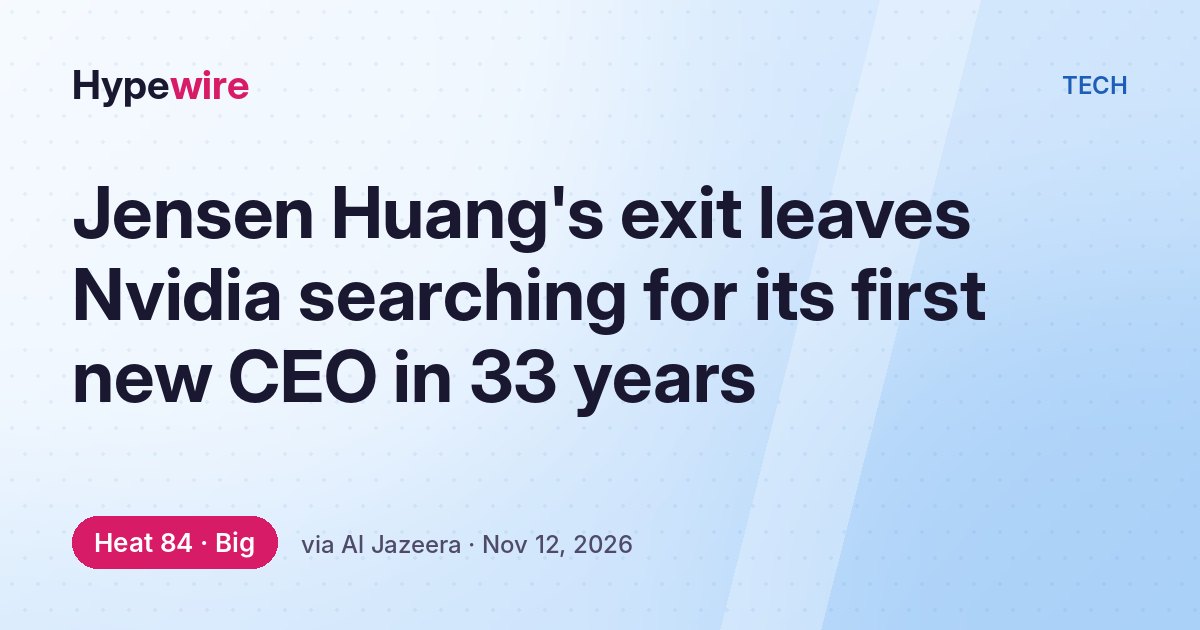 Hypewire
TECH
Jensen Huang's exit leaves
Nvidia searching for its first
new CEO in 33 years
Heat 84 · Big
via Al Jazeera · Nov 12, 2026